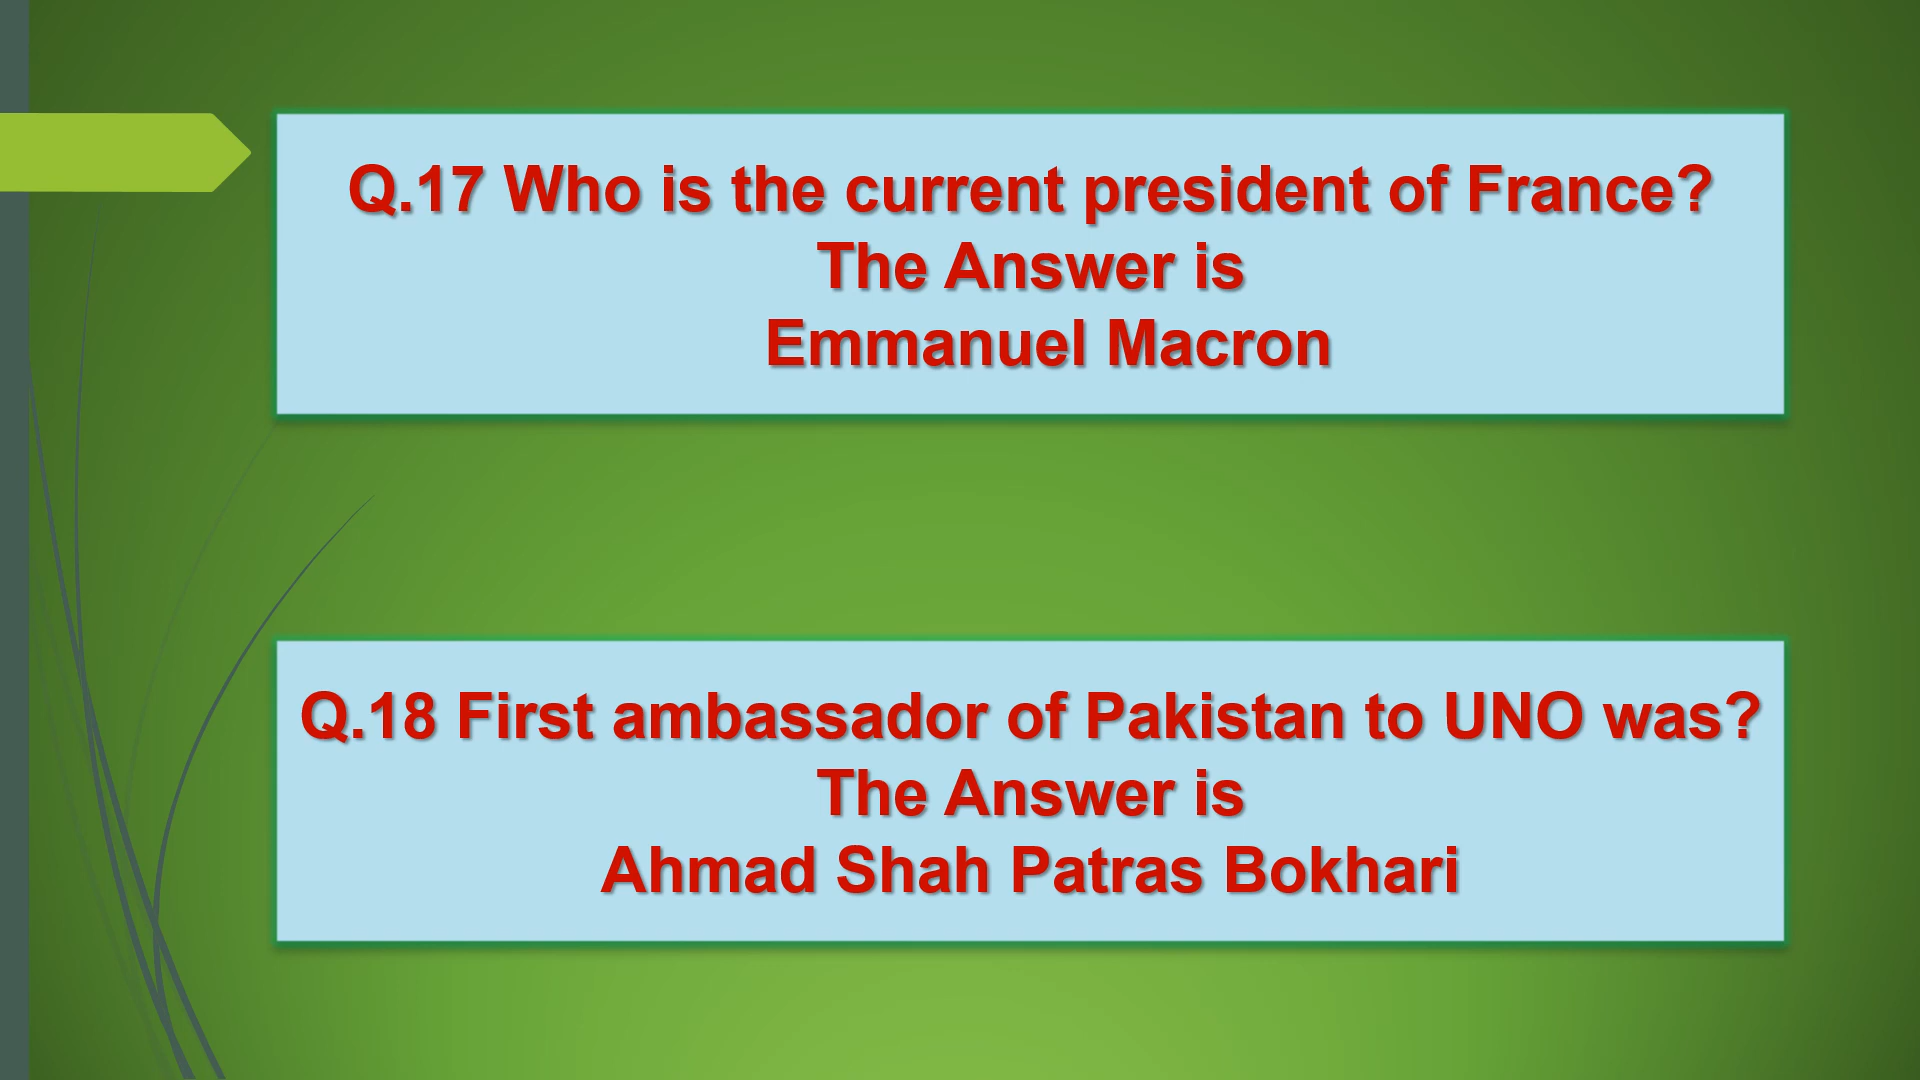 Q.17 Who is the current president of France?
The Answer is
Emmanuel Macron
Q.18 First ambassador of Pakistan to UNO was?
The Answer is
Ahmad Shah Patras Bokhari